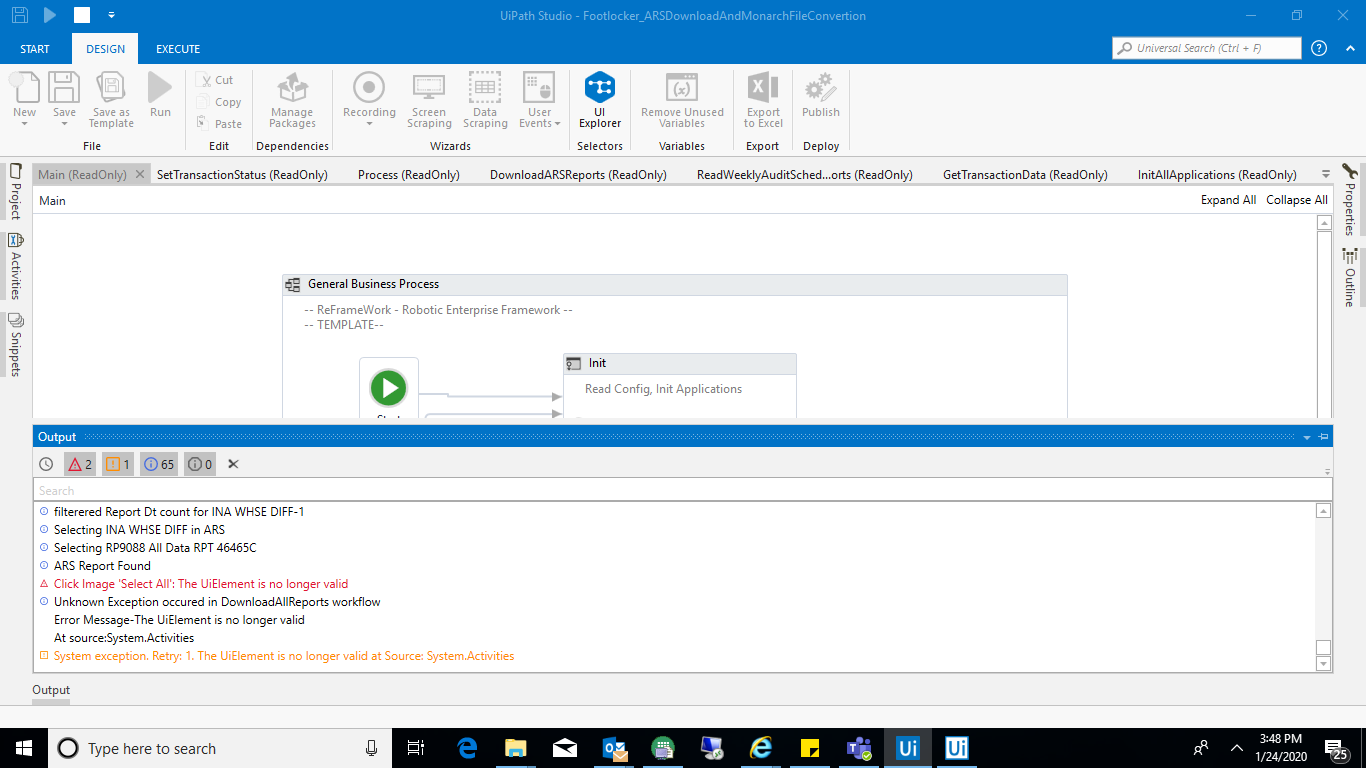 UiPath Studio - Footlocker_ARSDownloadAndMonarchFileConvertion
START DESIGN EXECUTE
Universal Search (Ctrl + F)
New
Save
Save as Template
Run
Cut
Copy
Paste
Manage Packages
Recording
Screen Scraping
Data Scraping
User Events
UI Explorer
Remove Unused Variables
Export to Excel
Publish
File Edit Dependencies Wizards Selectors Variables Export Deploy
Main (ReadOnly) SetTransactionStatus (ReadOnly) Process (ReadOnly) DownloadARSReports (ReadOnly) ReadWeeklyAuditSched...orts (ReadOnly) GetTransactionData (ReadOnly) InitAllApplications (ReadOnly)
Project
Activities
Snippets
Properties
Outline
Main
Expand All Collapse All
General Business Process
-- ReFrameWork - Robotic Enterprise Framework --
-- TEMPLATE--
Init
Read Config, Init Applications
Start
Output
2 1 65 0
Search
filterered Report Dt count for INA WHSE DIFF-1
Selecting INA WHSE DIFF in ARS
Selecting RP9088 All Data RPT 46465C
ARS Report Found
Click Image 'Select All': The UiElement is no longer valid
Unknown Exception occured in DownloadAllReports workflow
Error Message-The UiElement is no longer valid
At source:System.Activities
System exception. Retry: 1. The UiElement is no longer valid at Source: System.Activities
Output
Type here to search
Ui
Ui
3:48 PM
1/24/2020
25